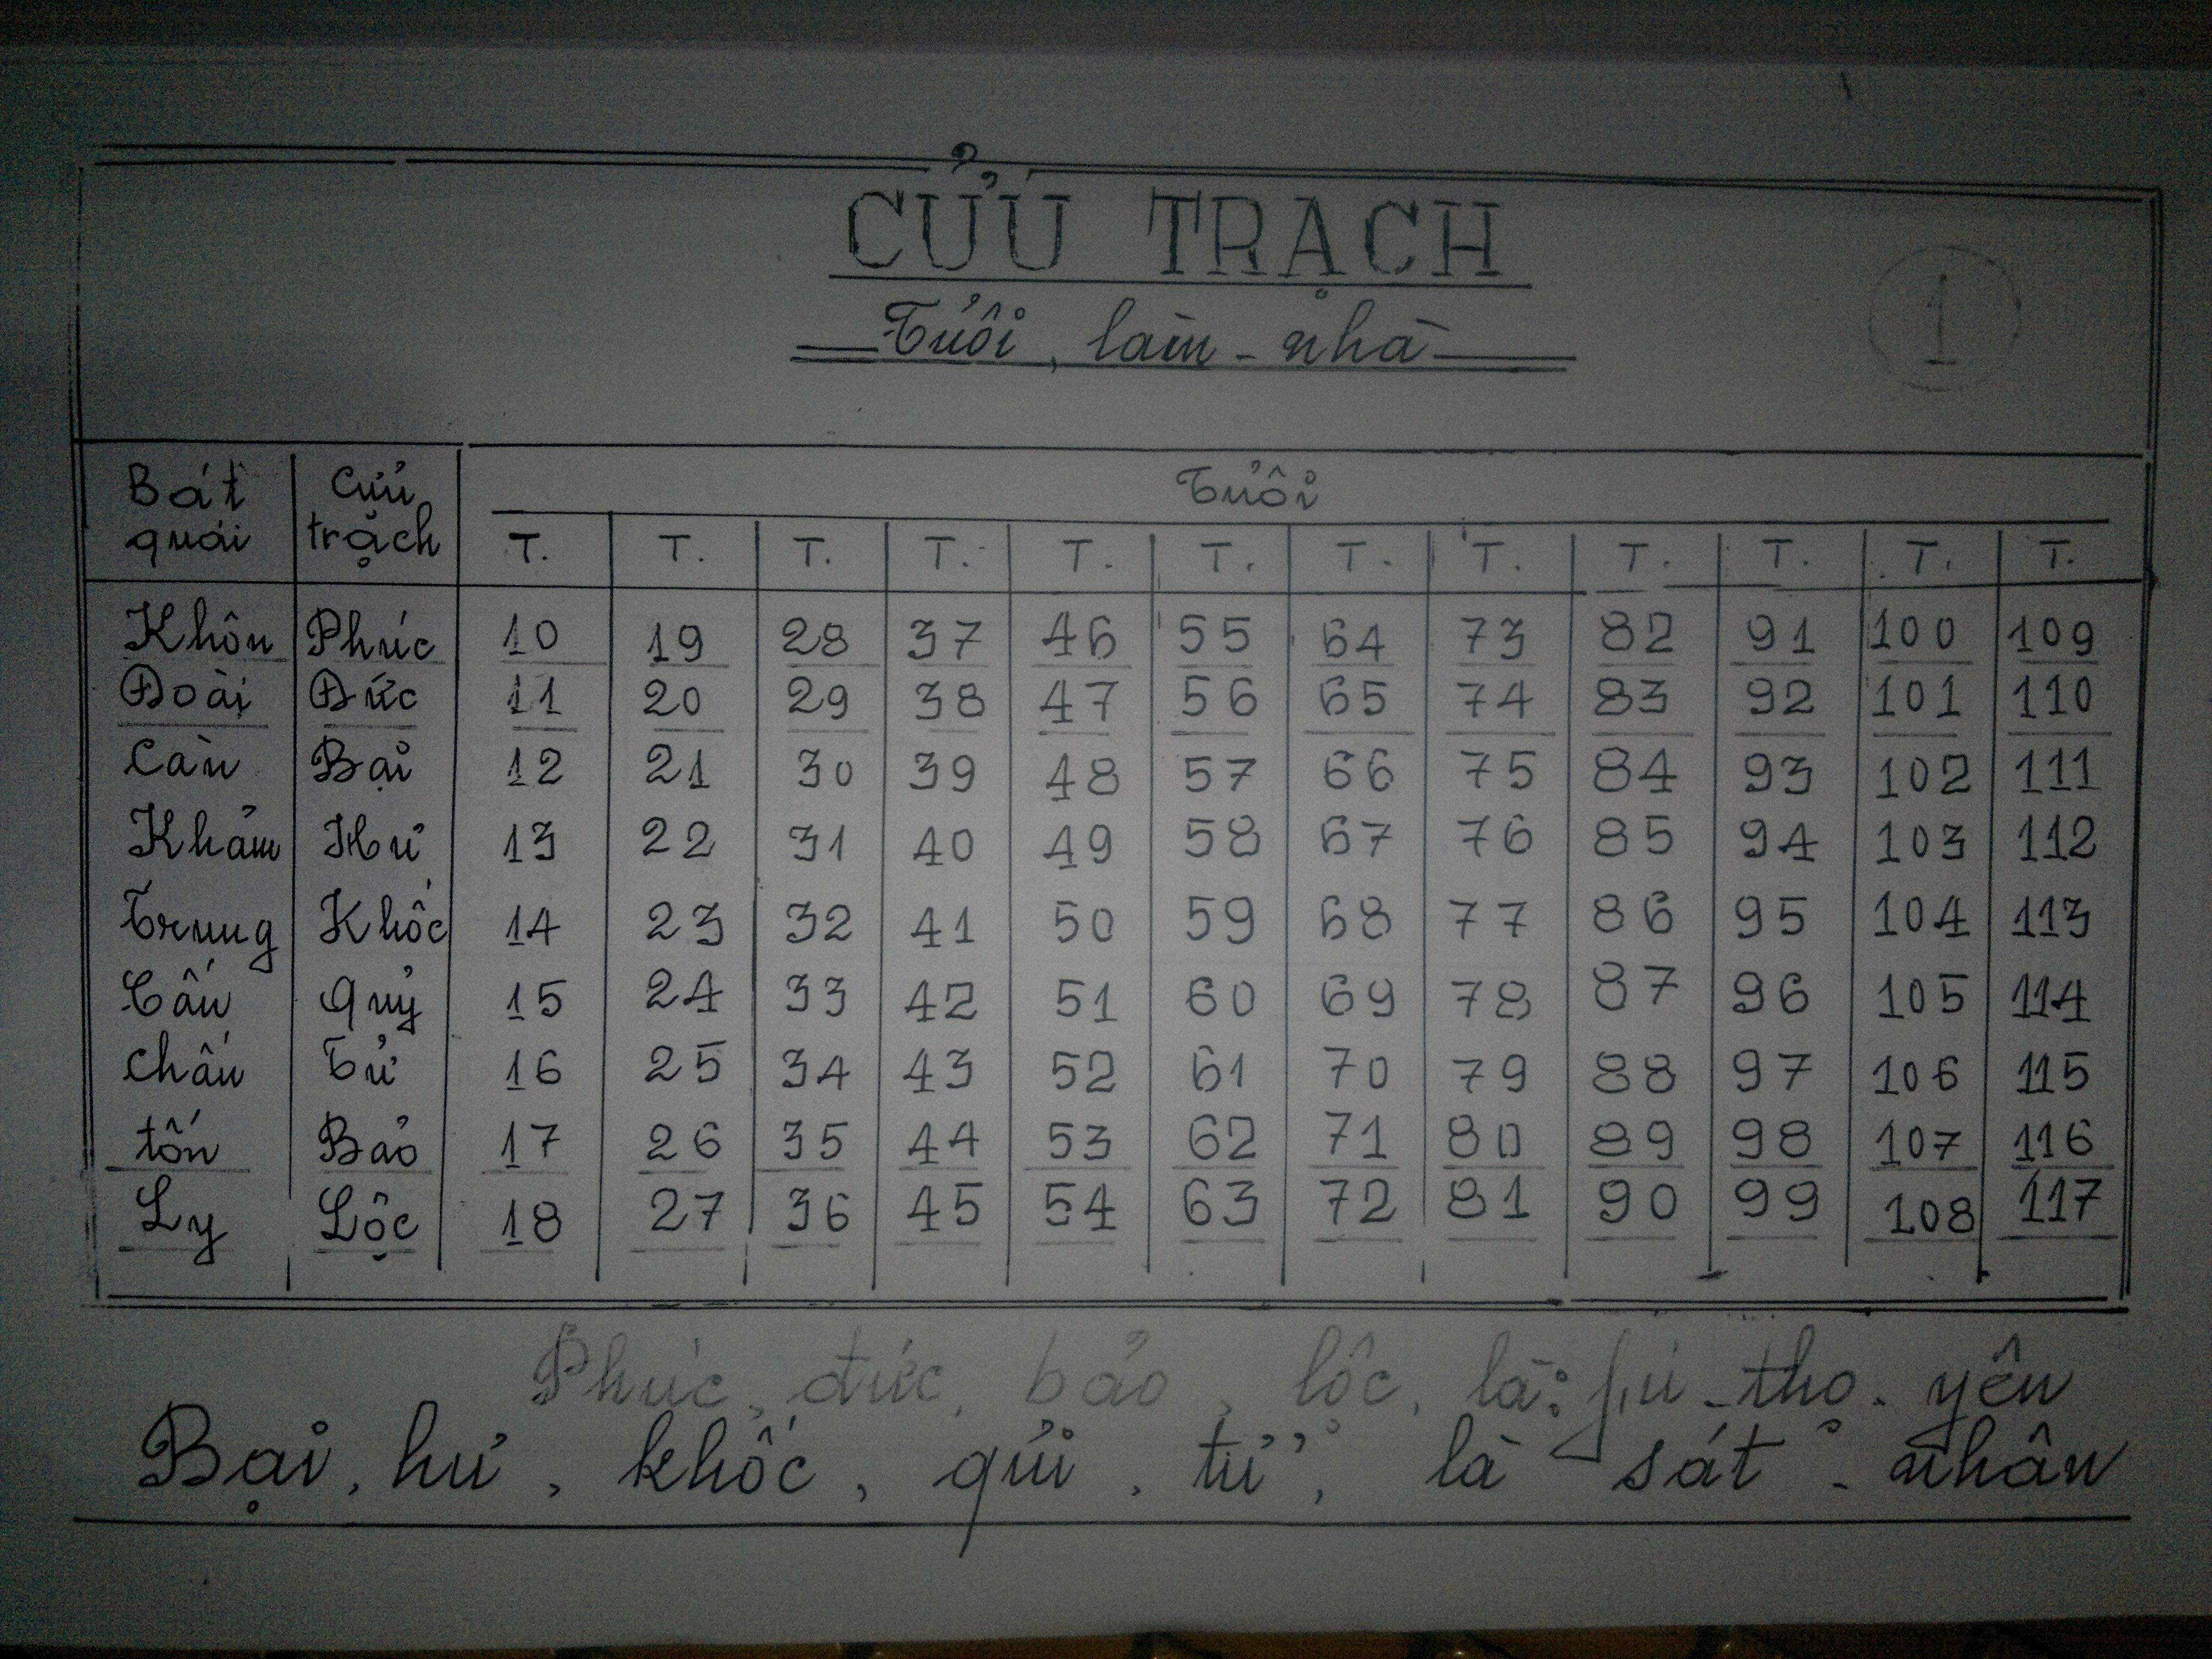 CỬU TRẠCH
Tuổi, làm - nhà
1
Bát quái Cửu trạch Tuổi
T. T. T. T. T. T. T. T. T. T. T. T.
Khôn Phúc 10 19 28 37 46 55 64 73 82 91 100 109
Đoài Đức 11 20 29 38 47 56 65 74 83 92 101 110
Càn Bại 12 21 30 39 48 57 66 75 84 93 102 111
Khảm Hư 13 22 31 40 49 58 67 76 85 94 103 112
Trung Khốc 14 23 32 41 50 59 68 77 86 95 104 113
Cấn Quỷ 15 24 33 42 51 60 69 78 87 96 105 114
Chấn Tử 16 25 34 43 52 61 70 79 88 97 106 115
tốn Bảo 17 26 35 44 53 62 71 80 89 98 107 116
Ly Lộc 18 27 36 45 54 63 72 81 90 99 108 117
Phúc, đức, bảo, lôc, là: - thọ - yên
Bại, hư, khốc, qủi, tử, là sát - nhân